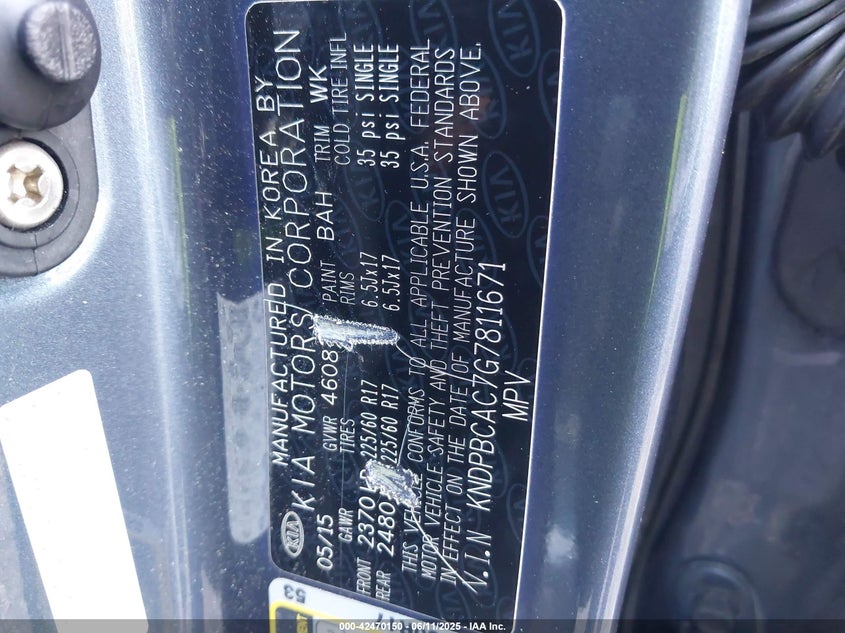 MANUFACTURED IN KOREA BY
KIA KIA MOTORS CORPORATION
05/15 GVWR 4608 PAINT BAH TRIM WK
GAWR TIRES RIMS COLD TIRE INFL
FRONT 2370 225/60 R17 6.5Jx17 35 psi SINGLE
REAR 2480 225/60 R17 6.5Jx17 35 psi SINGLE
THIS VEHICLE CONFORMS TO ALL APPLICABLE U.S.A. FEDERAL
MOTOR VEHICLE SAFETY AND THEFT PREVENTION STANDARDS
IN EFFECT ON THE DATE OF MANUFACTURE SHOWN ABOVE.
V.I.N KNDPBCAC7G7811671
MPV
53
000-42470150 - 06/11/2025 - IAA Inc.